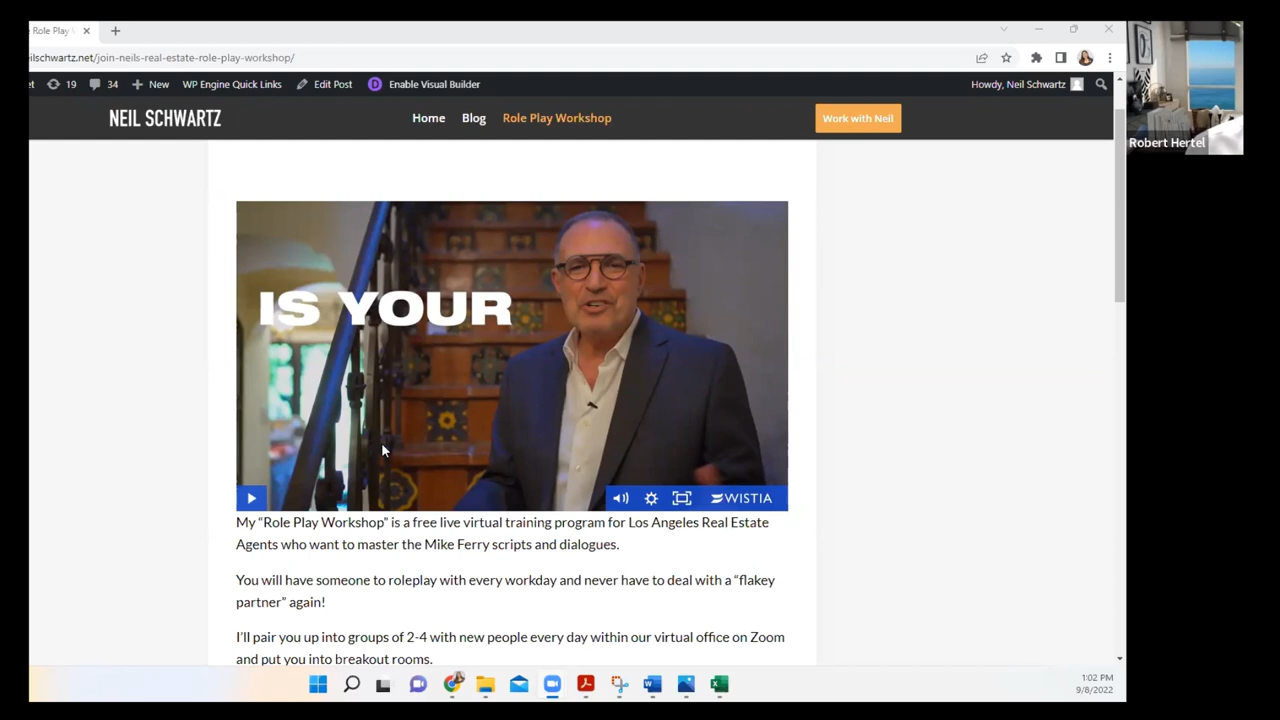 Role Play
ilschwartz.net/join-neils-real-estate-role-play-workshop/
19 34 New WP Engine Quick Links Edit Post D Enable Visual Builder Howdy, Neil Schwartz
NEIL SCHWARTZ Home Blog Role Play Workshop Work with Neil
Robert Hertel
IS YOUR
WISTIA
My “Role Play Workshop” is a free live virtual training program for Los Angeles Real Estate
Agents who want to master the Mike Ferry scripts and dialogues.
You will have someone to roleplay with every workday and never have to deal with a “flakey
partner” again!
I’ll pair you up into groups of 2-4 with new people every day within our virtual office on Zoom
and put you into breakout rooms.
1:02 PM
9/8/2022